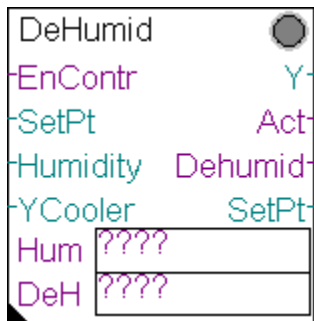 DeHumid
EnContr Y
SetPt Act
Humidity Dehumid
YCooler SetPt
Hum ????
DeH ????